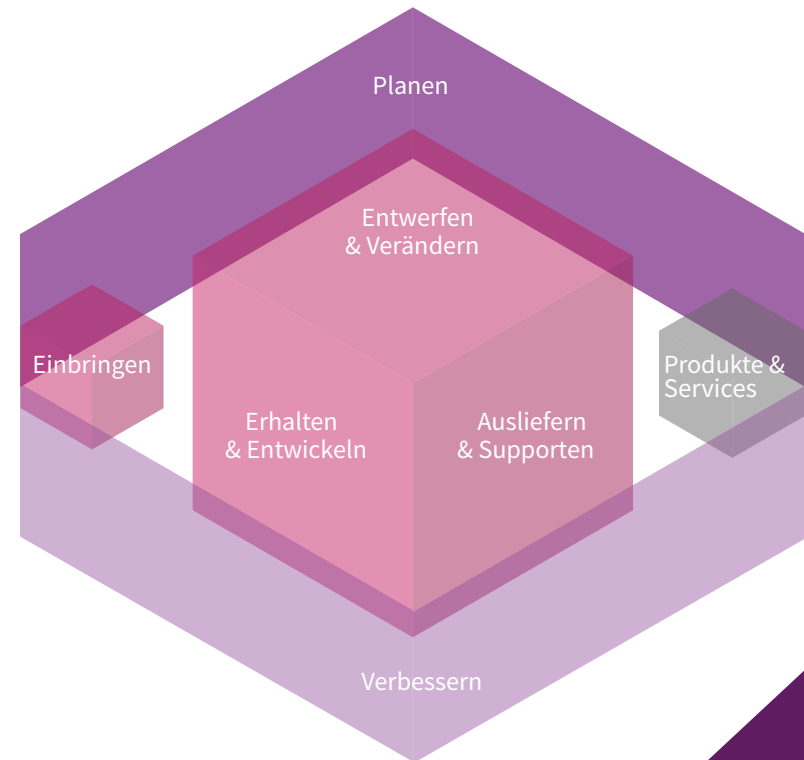 Planen
Entwerfen
& Verändern
Einbringen
Produkte &
Services
Erhalten
& Entwickeln
Ausliefern
& Supporten
Verbessern